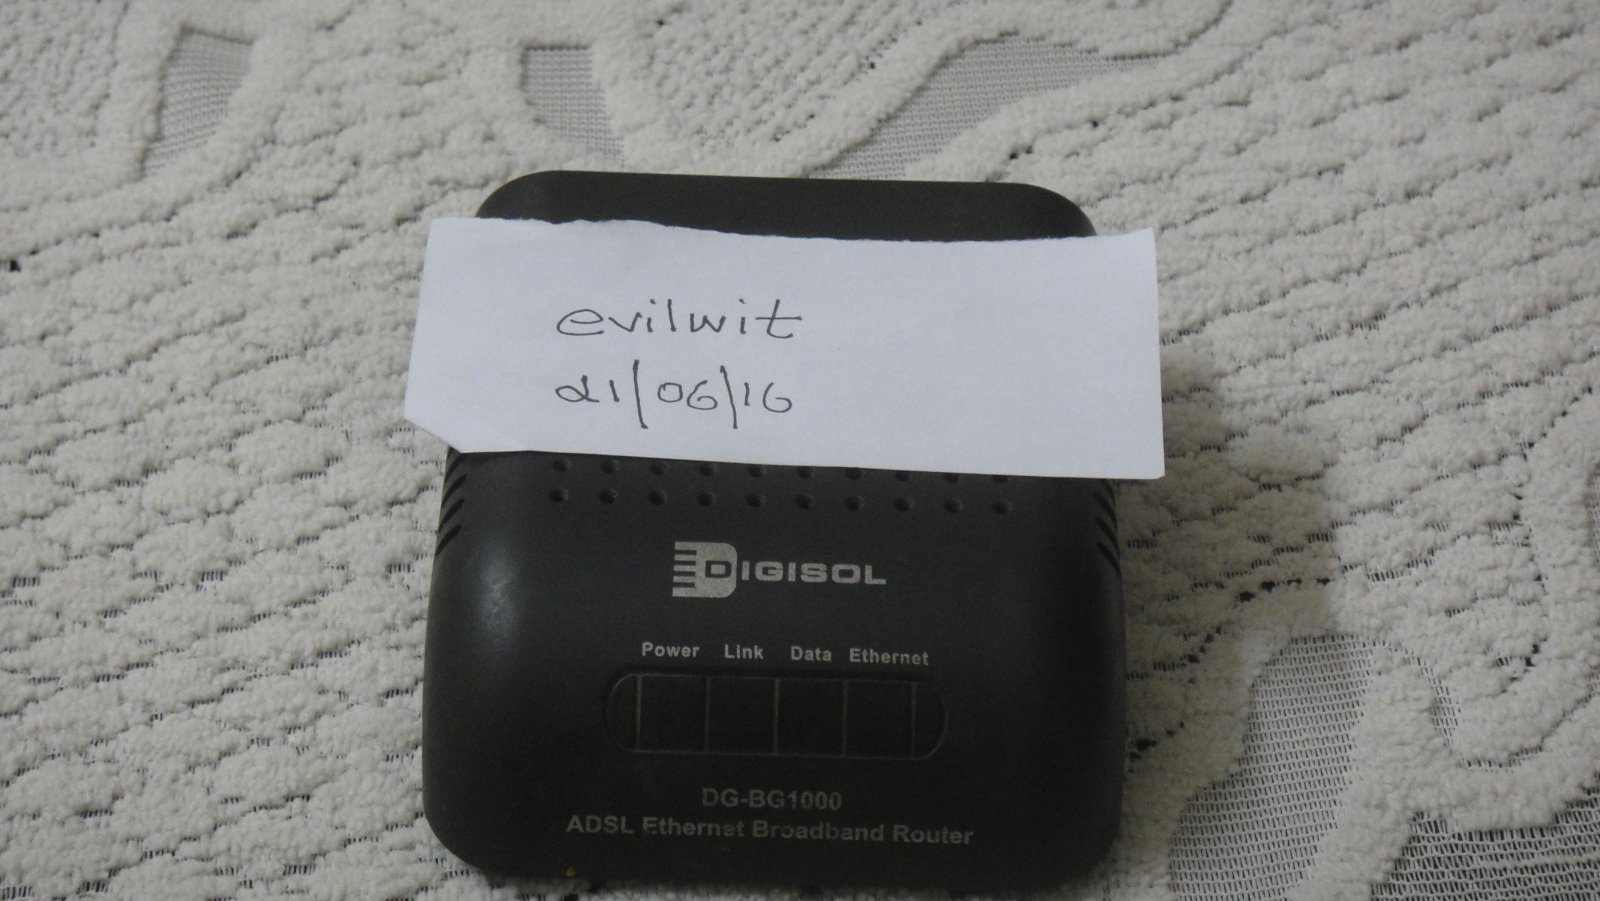 evilwit
21/06/16
DIGISOL
Power Link Data Ethernet
DG-BG1000
ADSL Ethernet Broadband Router